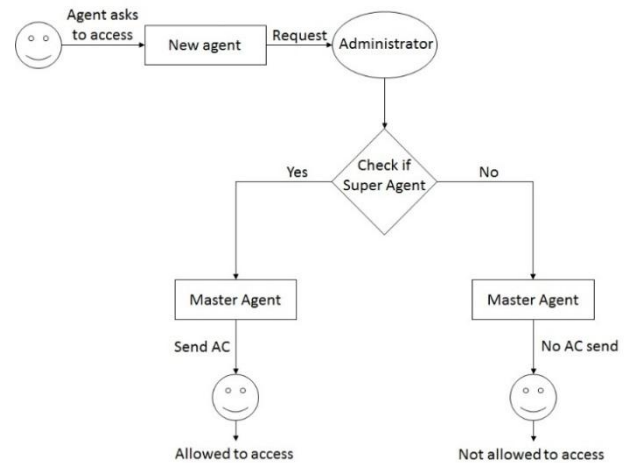 Agent asks
to access
New agent
Request
Administrator
Check if
Super Agent
Yes
No
Master Agent
Master Agent
Send AC
No AC send
Allowed to access
Not allowed to access